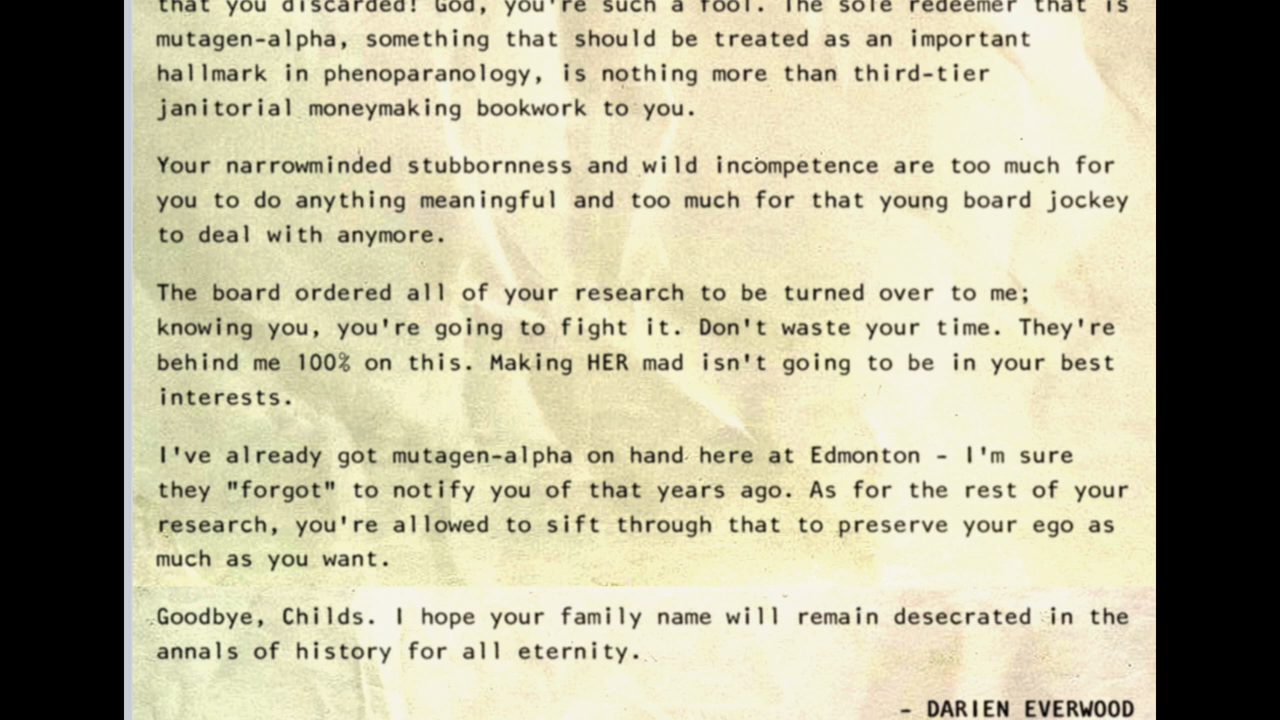 that you discarded! God, you're such a fool. The sole redeemer that is
mutagen-alpha, something that should be treated as an important
hallmark in phenoparanology, is nothing more than third-tier
janitorial moneymaking bookwork to you.
Your narrowminded stubbornness and wild incompetence are too much for
you to do anything meaningful and too much for that young board jockey
to deal with anymore.
The board ordered all of your research to be turned over to me;
knowing you, you're going to fight it. Don't waste your time. They're
behind me 100% on this. Making HER mad isn't going to be in your best
interests.
I've already got mutagen-alpha on hand here at Edmonton - I'm sure
they "forgot" to notify you of that years ago. As for the rest of your
research, you're allowed to sift through that to preserve your ego as
much as you want.
Goodbye, Childs. I hope your family name will remain desecrated in the
annals of history for all eternity.
- DARIEN EVERWOOD